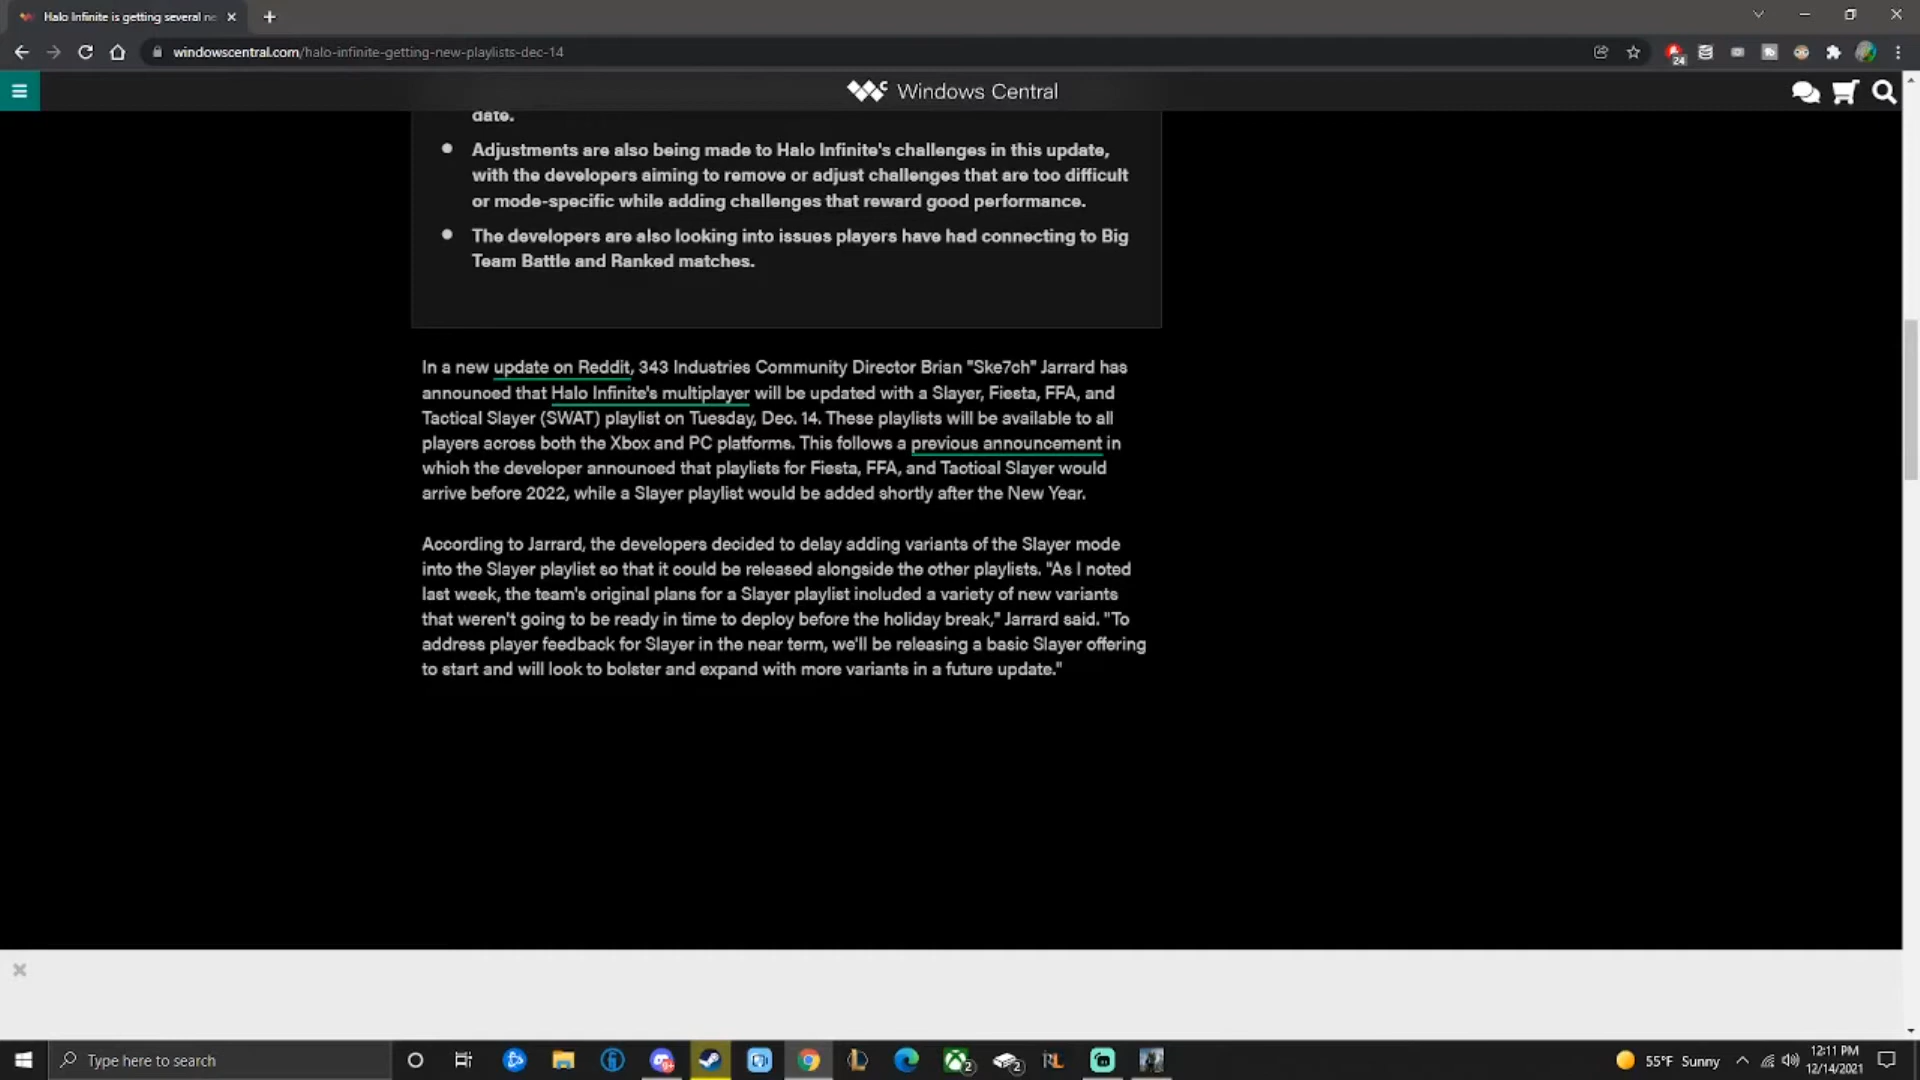 Halo Infinite is getting several ne
windowscentral.com/halo-infinite-getting-new-playlists-dec-14
24
Windows Central
date.
Adjustments are also being made to Halo Infinite's challenges in this update,
with the developers aiming to remove or adjust challenges that are too difficult
or mode-specific while adding challenges that reward good performance.
The developers are also looking into issues players have had connecting to Big
Team Battle and Ranked matches.
In a new update on Reddit, 343 Industries Community Director Brian "Ske7ch" Jarrard has
announced that Halo Infinite's multiplayer will be updated with a Slayer, Fiesta, FFA, and
Tactical Slayer (SWAT) playlist on Tuesday, Dec. 14. These playlists will be available to all
players across both the Xbox and PC platforms. This follows a previous announcement in
which the developer announced that playlists for Fiesta, FFA, and Tactical Slayer would
arrive before 2022, while a Slayer playlist would be added shortly after the New Year.
According to Jarrard, the developers decided to delay adding variants of the Slayer mode
into the Slayer playlist so that it could be released alongside the other playlists. "As I noted
last week, the team's original plans for a Slayer playlist included a variety of new variants
that weren't going to be ready in time to deploy before the holiday break," Jarrard said. "To
address player feedback for Slayer in the near term, we'll be releasing a basic Slayer offering
to start and will look to bolster and expand with more variants in a future update."
Type here to search
2
2
RL
55°F Sunny
12:11 PM
12/14/2021